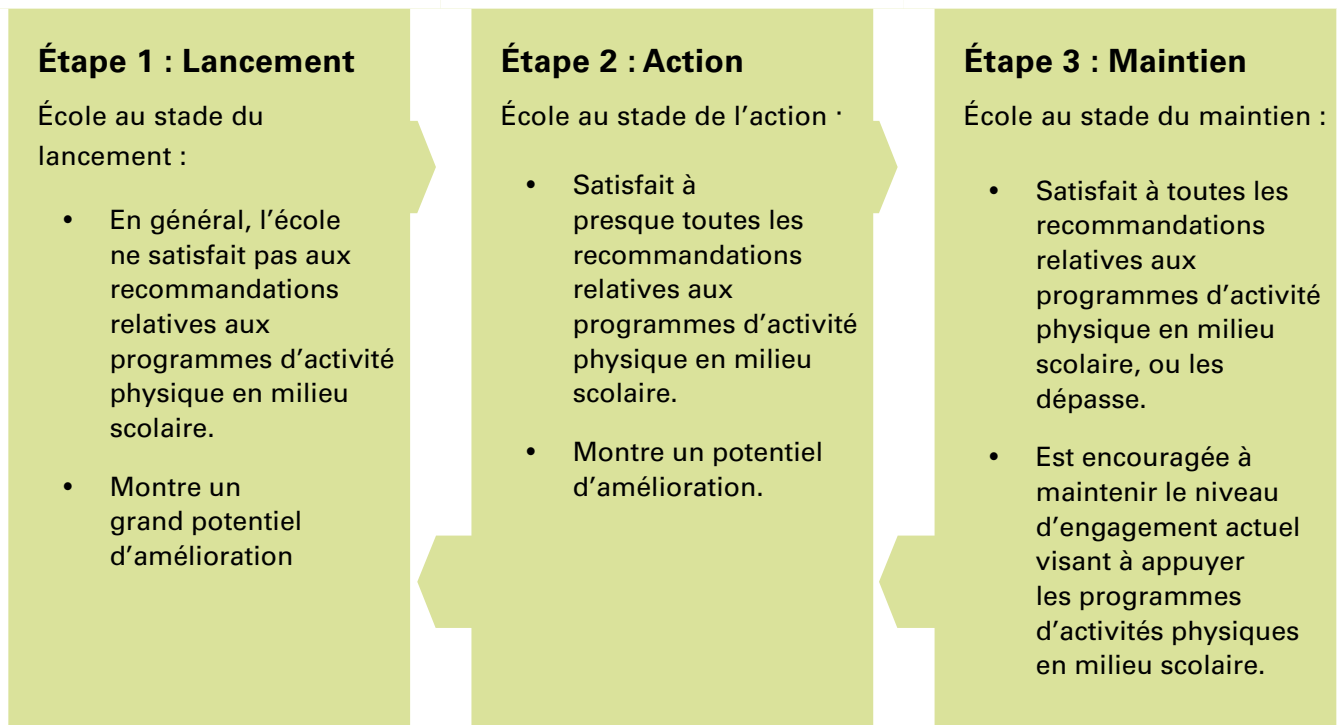 Étape 1 : Lancement
École au stade du
lancement :
• En général, l’école
ne satisfait pas aux
recommandations
relatives aux
programmes d’activité
physique en milieu
scolaire.
• Montre un
grand potentiel
d’amélioration
Étape 2 : Action
École au stade de l’action :
• Satisfait à
presque toutes les
recommandations
relatives aux
programmes d’activité
physique en milieu
scolaire.
• Montre un potentiel
d’amélioration.
Étape 3 : Maintien
École au stade du maintien :
• Satisfait à toutes les
recommandations
relatives aux
programmes d’activité
physique en milieu
scolaire, ou les
dépasse.
• Est encouragée à
maintenir le niveau
d’engagement actuel
visant à appuyer
les programmes
d’activités physiques
en milieu scolaire.